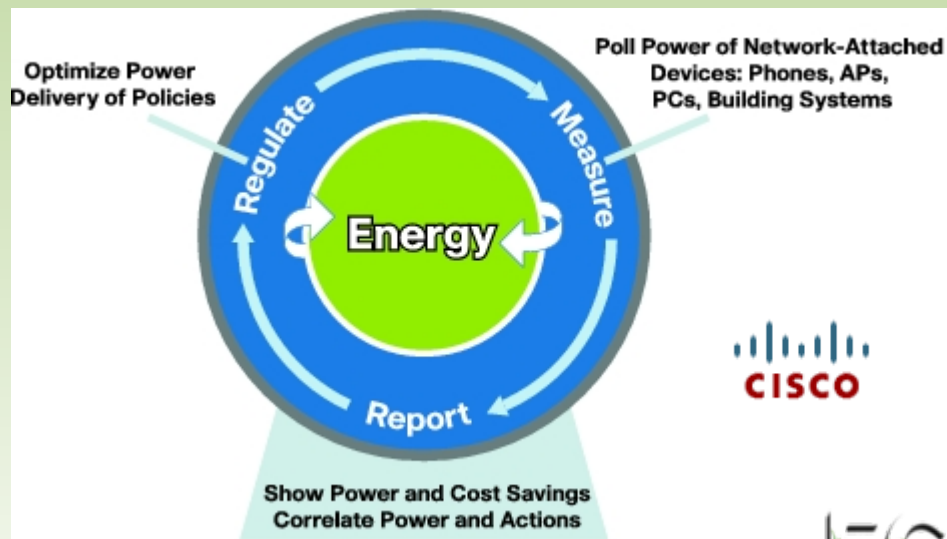 Optimize Power
Delivery of Policies
Poll Power of Network-Attached
Devices: Phones, APs,
PCs, Building Systems
Regulate
Measure
Energy
Report
CISCO
Show Power and Cost Savings
Correlate Power and Actions